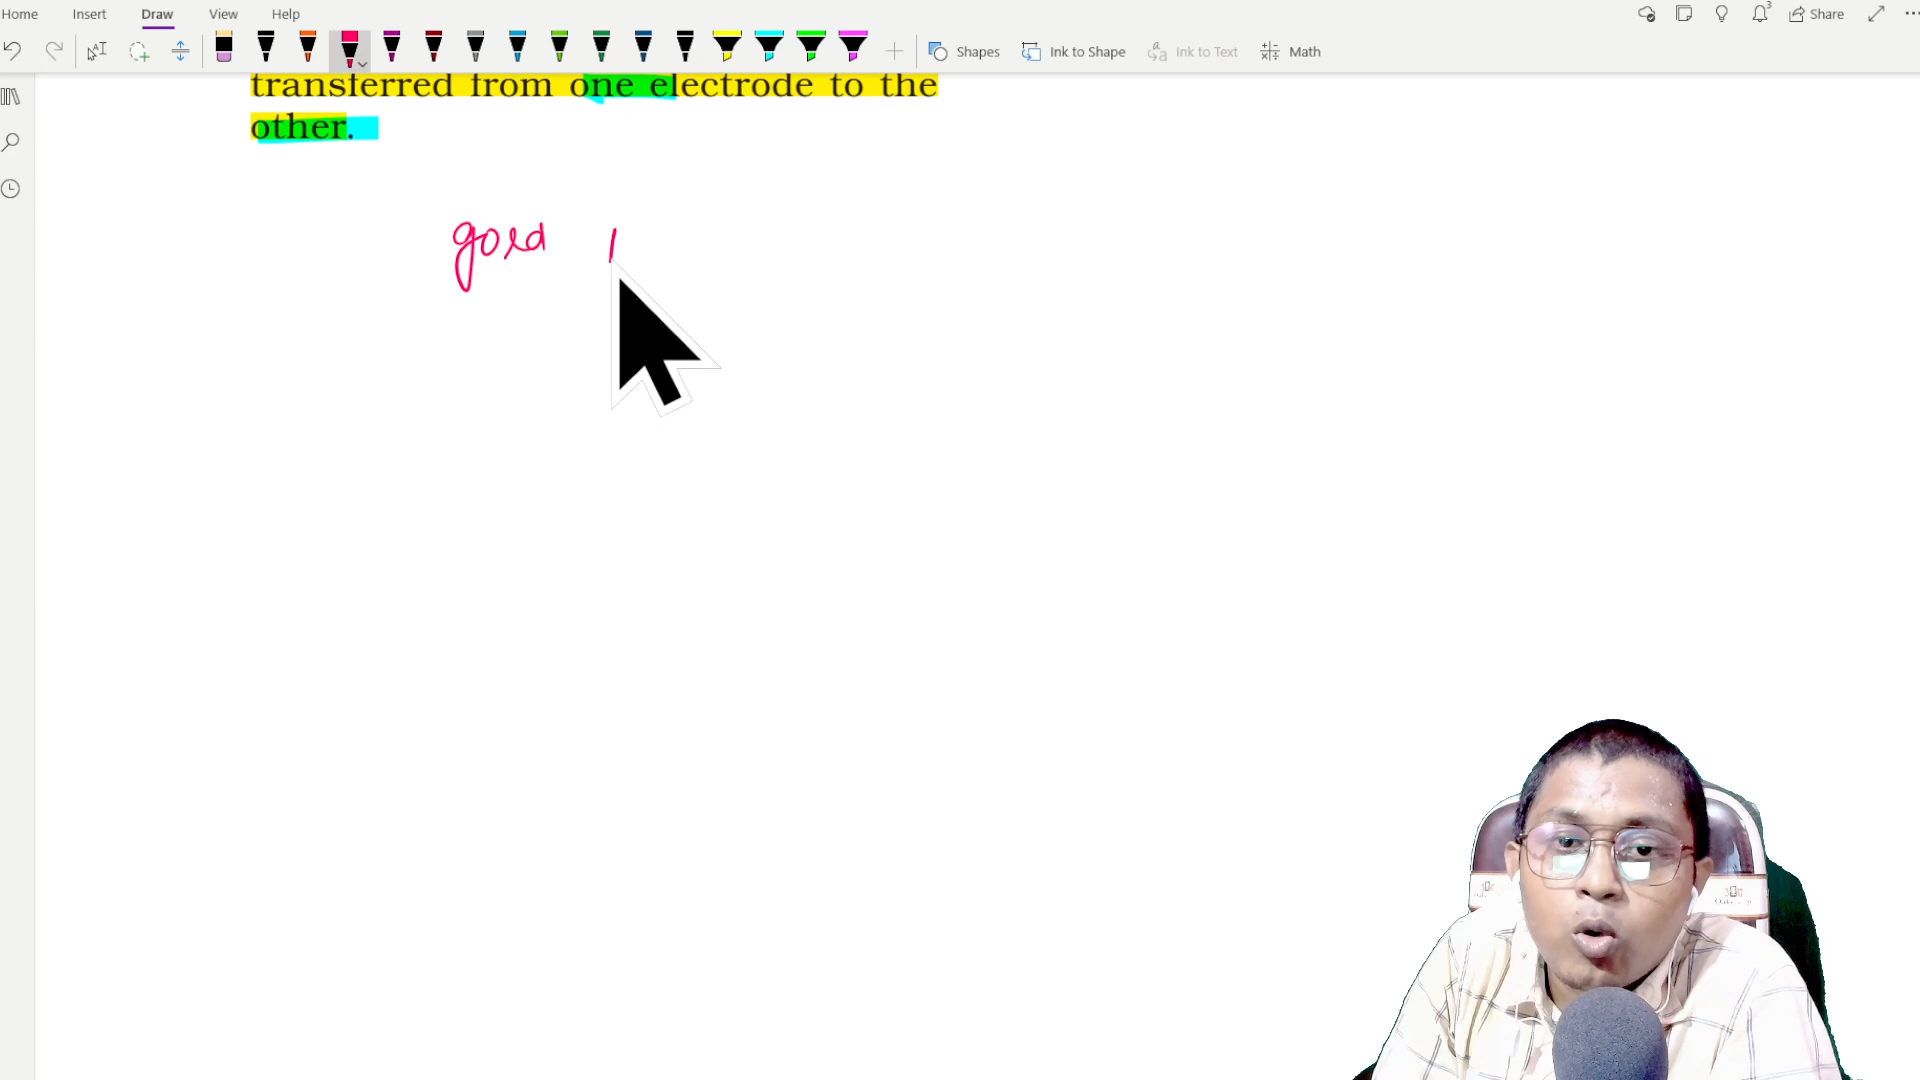 Home Insert Draw View Help
3 Share
Shapes Ink to Shape Ink to Text Math
transferred from one electrode to the
other.
gold